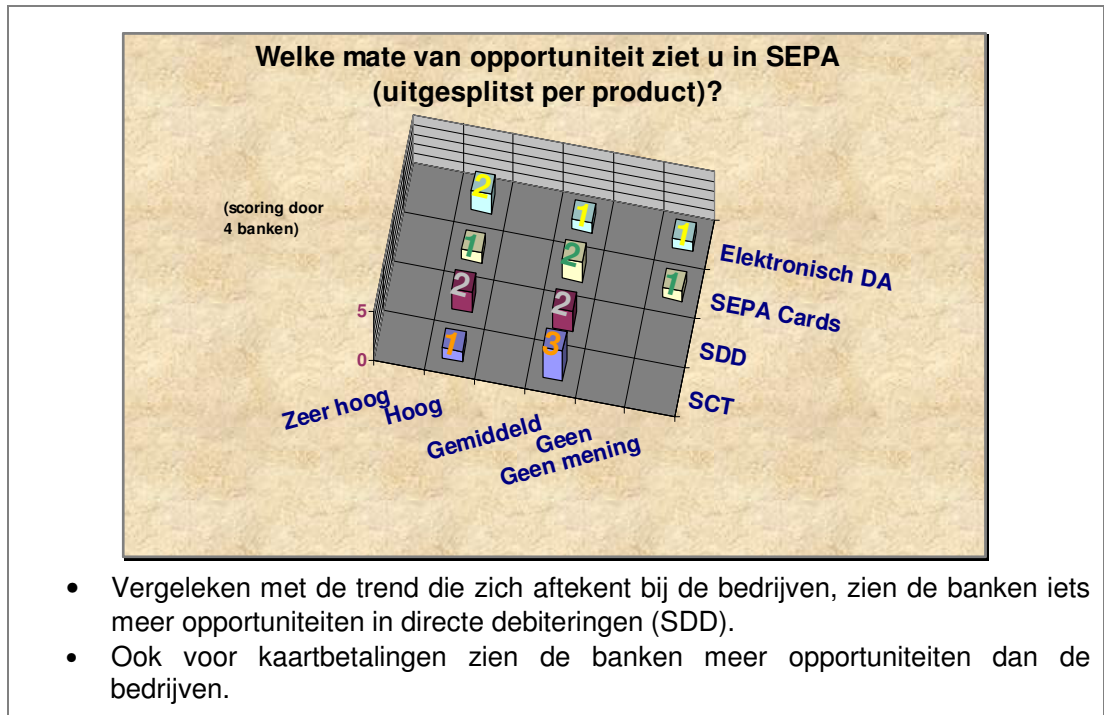 Welke mate van opportuniteit ziet u in SEPA
(uitgesplitst per product)?
(scoring door
4 banken)
2
1
1
Elektronisch DA
1
2
1
SEPA Cards
2
2
SDD
1
3
SCT
5
0
Zeer hoog
Hoog
Gemiddeld
Geen
Geen mening
• Vergeleken met de trend die zich aftekent bij de bedrijven, zien de banken iets
meer opportuniteiten in directe debiteringen (SDD).
• Ook voor kaartbetalingen zien de banken meer opportuniteiten dan de
bedrijven.